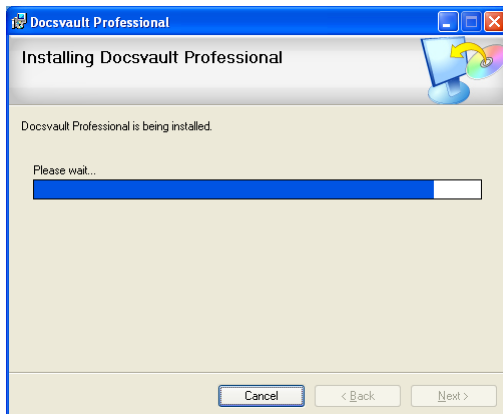 Docsvault Professional
Installing Docsvault Professional
Docsvault Professional is being installed.
Please wait...
Cancel
< Back
Next >